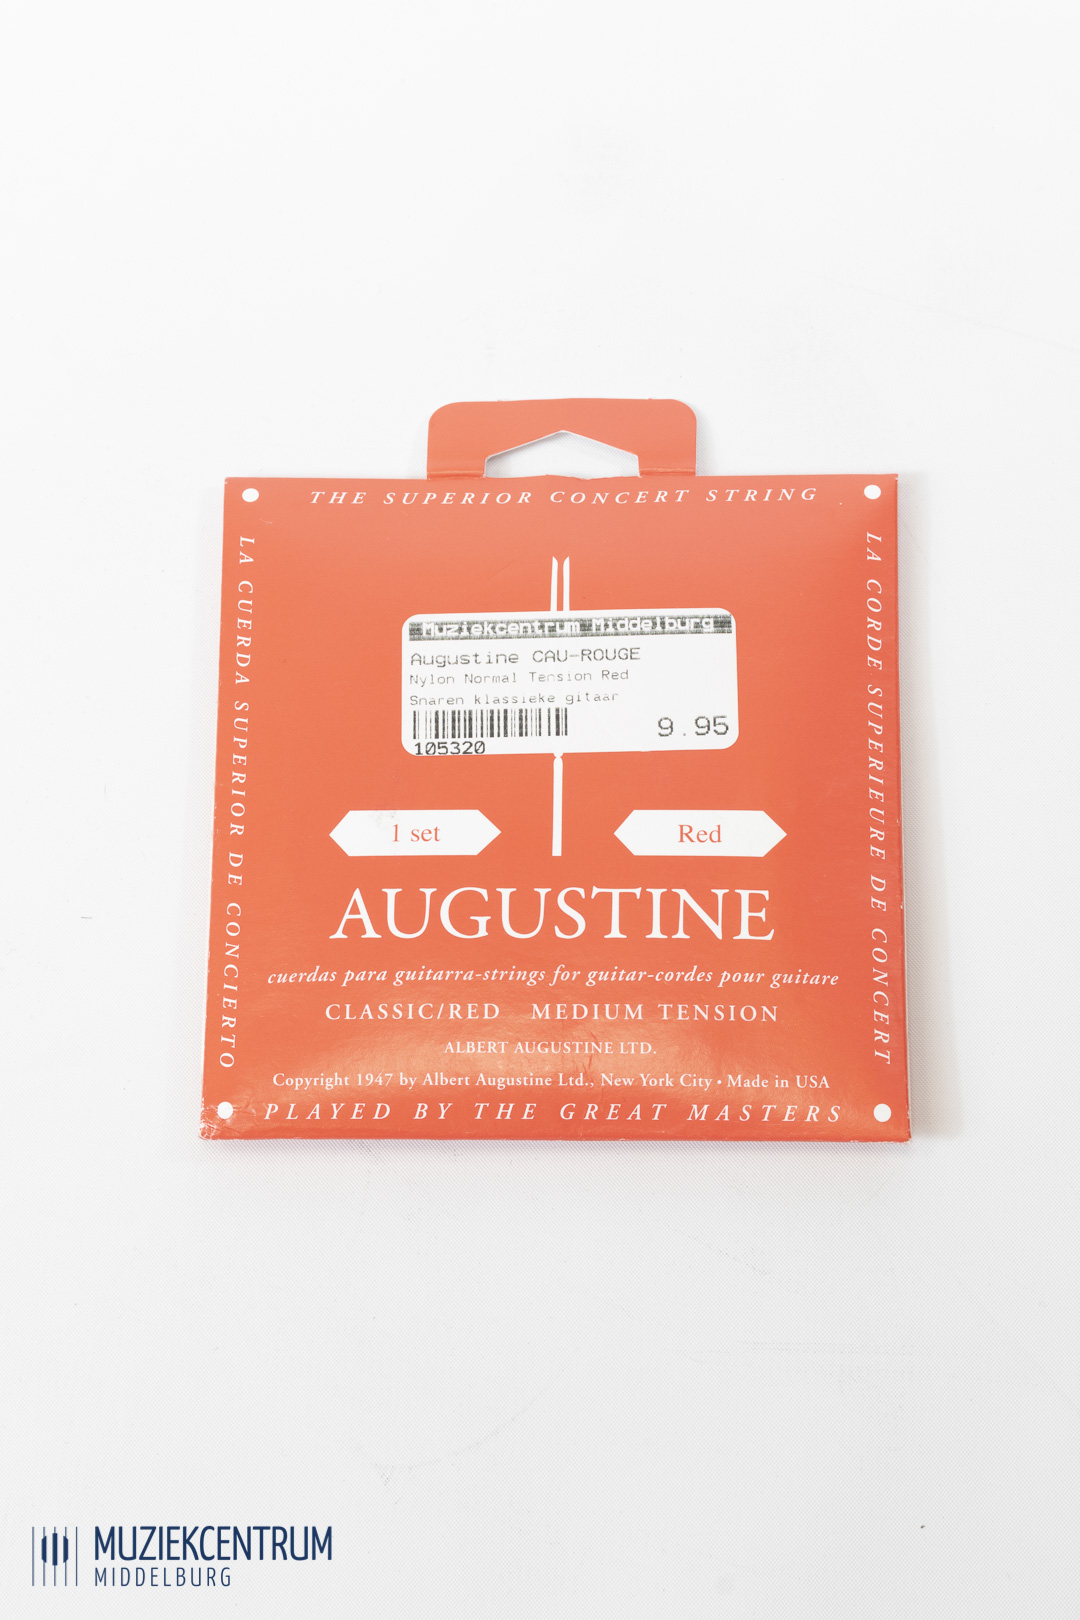 THE SUPERIOR CONCERT STRING
LA CUERDA SUPERIOR DE CONCIERTO
LA CORDE SUPERIEURE DE CONCERT
Muziekcentrum Middelburg
Augustine CAU-ROUGE
Nylon Normal Tension Red
Snaren klassieke gitaar
9.95
105320
1 set
Red
AUGUSTINE
cuerdas para guitarra-strings for guitar-cordes pour guitare
CLASSIC/RED MEDIUM TENSION
ALBERT AUGUSTINE LTD.
Copyright 1947 by Albert Augustine Ltd., New York City • Made in USA
PLAYED BY THE GREAT MASTERS
MUZIEKCENTRUM
MIDDELBURG